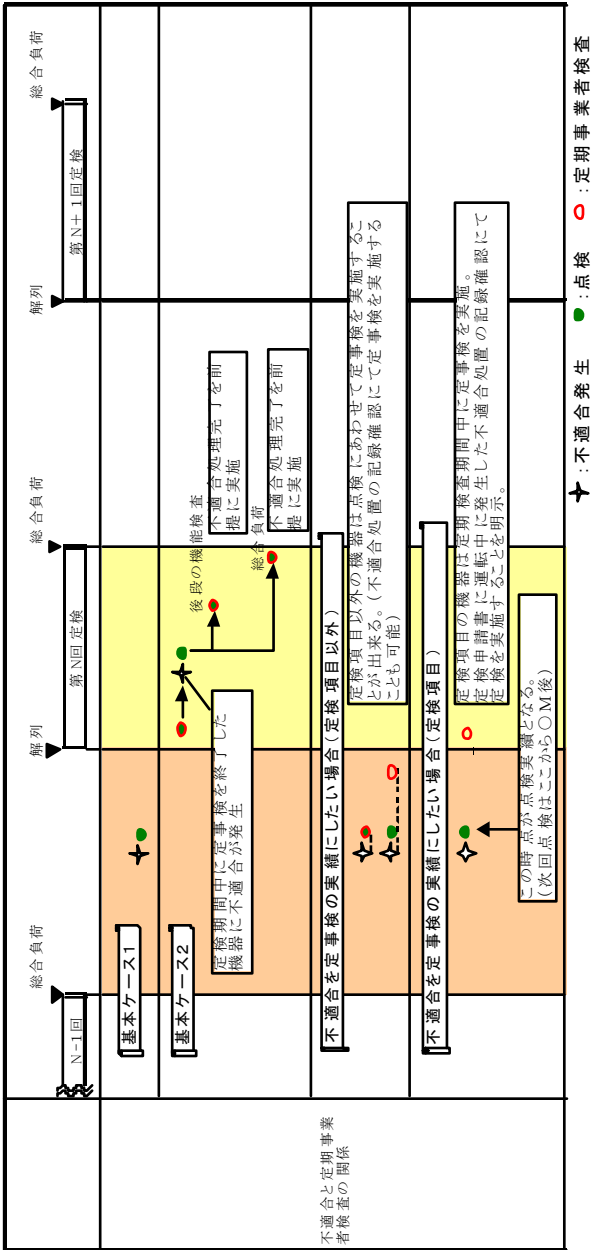 総合負荷
解列
総合負荷
解列
総合負荷
N-1回
第N回定検
第N+1回定検
不適合と定期事業
者検査の関係
基本ケース1
基本ケース2
定検期間中に定事検を終了した
機器に不適合が発生
後段の機能検査
不適合処理完了を前
提に実施
総合負荷
不適合処理完了を前
提に実施
不適合を定事検の実績にしたい場合(定検項目以外)
定検項目以外の機器は点検にあわせて定事検を実施するこ
とが出来る。(不適合処置の記録確認にて定事検を実施する
ことも可能)
不適合を定事検の実績にしたい場合(定検項目)
定検項目の機器は定期検査期間中に定事検を実施。
定検申請書に運転中に発生した不適合処置の記録確認にて
定検を実施することを明示。
この時点が点検実績となる。
(次回点検はここから〇M後)
:不適合発生 :点検 :定期事業者検査